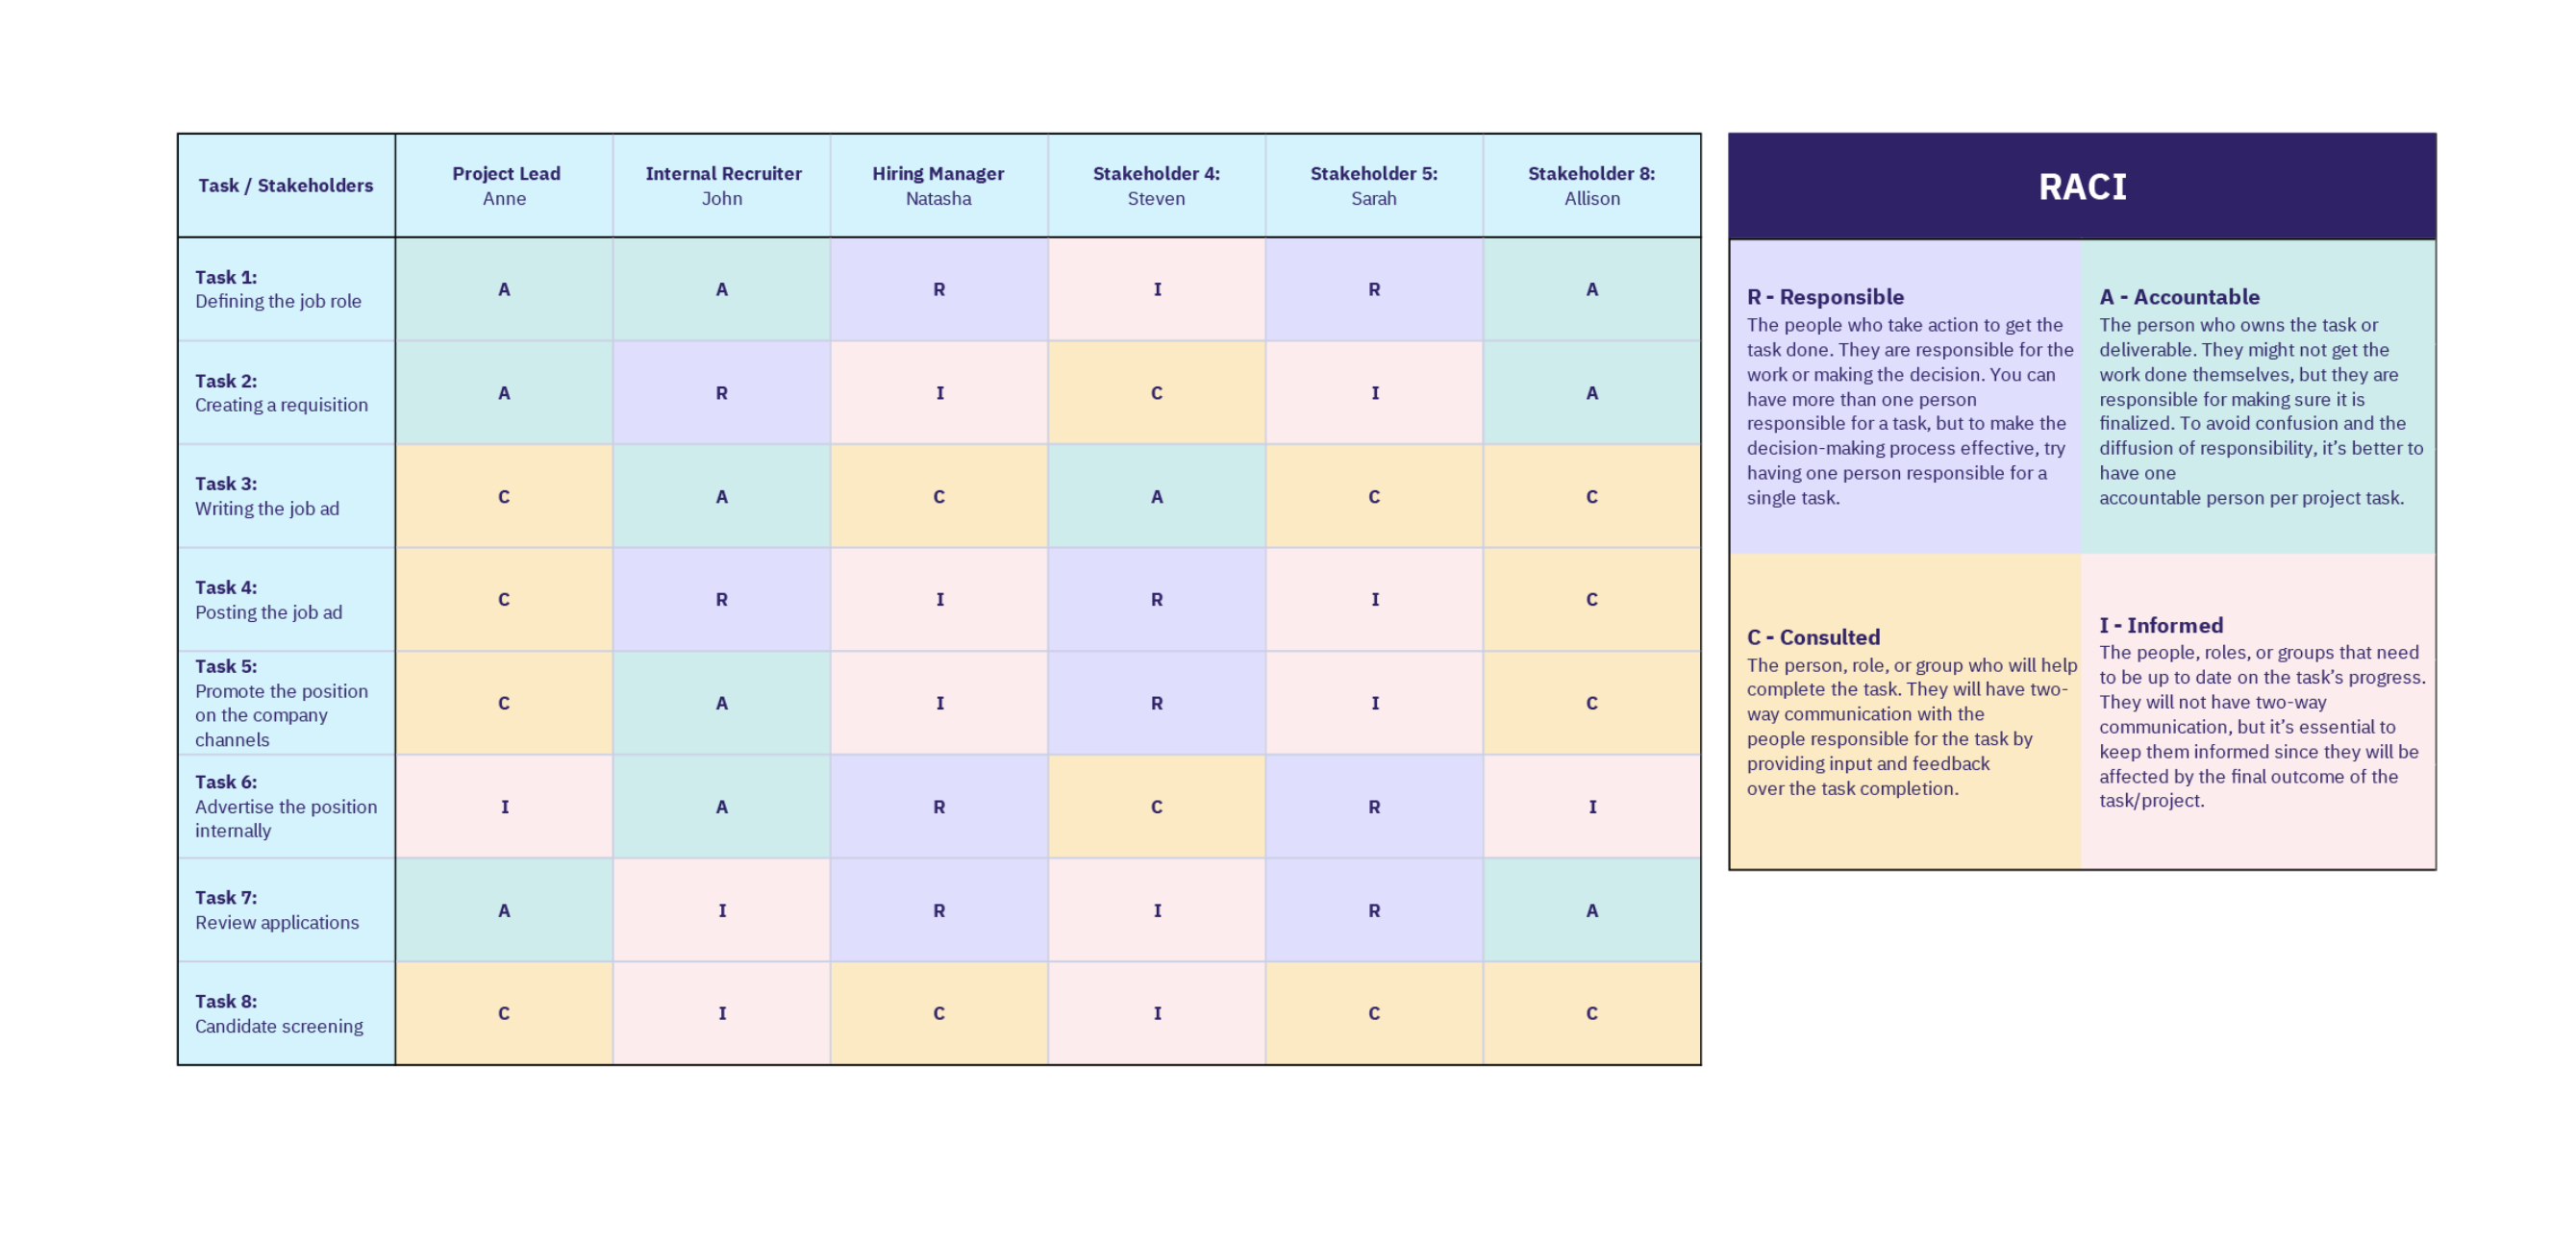 Task / Stakeholders
Project Lead
Anne
Internal Recruiter
John
Hiring Manager
Natasha
Stakeholder 4:
Steven
Stakeholder 5:
Sarah
Stakeholder 8:
Allison
Task 1:
Defining the job role
A
A
R
I
R
A
Task 2:
Creating a requisition
A
R
I
C
I
A
Task 3:
Writing the job ad
C
A
C
A
C
C
Task 4:
Posting the job ad
C
R
I
R
I
C
Task 5:
Promote the position
on the company
channels
C
A
I
R
I
C
Task 6:
Advertise the position
internally
I
A
R
C
R
I
Task 7:
Review applications
A
I
R
I
R
A
Task 8:
Candidate screening
C
I
C
I
C
C
RACI
R - Responsible
The people who take action to get the
task done. They are responsible for the
work or making the decision. You can
have more than one person
responsible for a task, but to make the
decision-making process effective, try
having one person responsible for a
single task.
A - Accountable
The person who owns the task or
deliverable. They might not get the
work done themselves, but they are
responsible for making sure it is
finalized. To avoid confusion and the
diffusion of responsibility, it’s better to
have one
accountable person per project task.
C - Consulted
The person, role, or group who will help
complete the task. They will have two-
way communication with the
people responsible for the task by
providing input and feedback
over the task completion.
I - Informed
The people, roles, or groups that need
to be up to date on the task’s progress.
They will not have two-way
communication, but it’s essential to
keep them informed since they will be
affected by the final outcome of the
task/project.